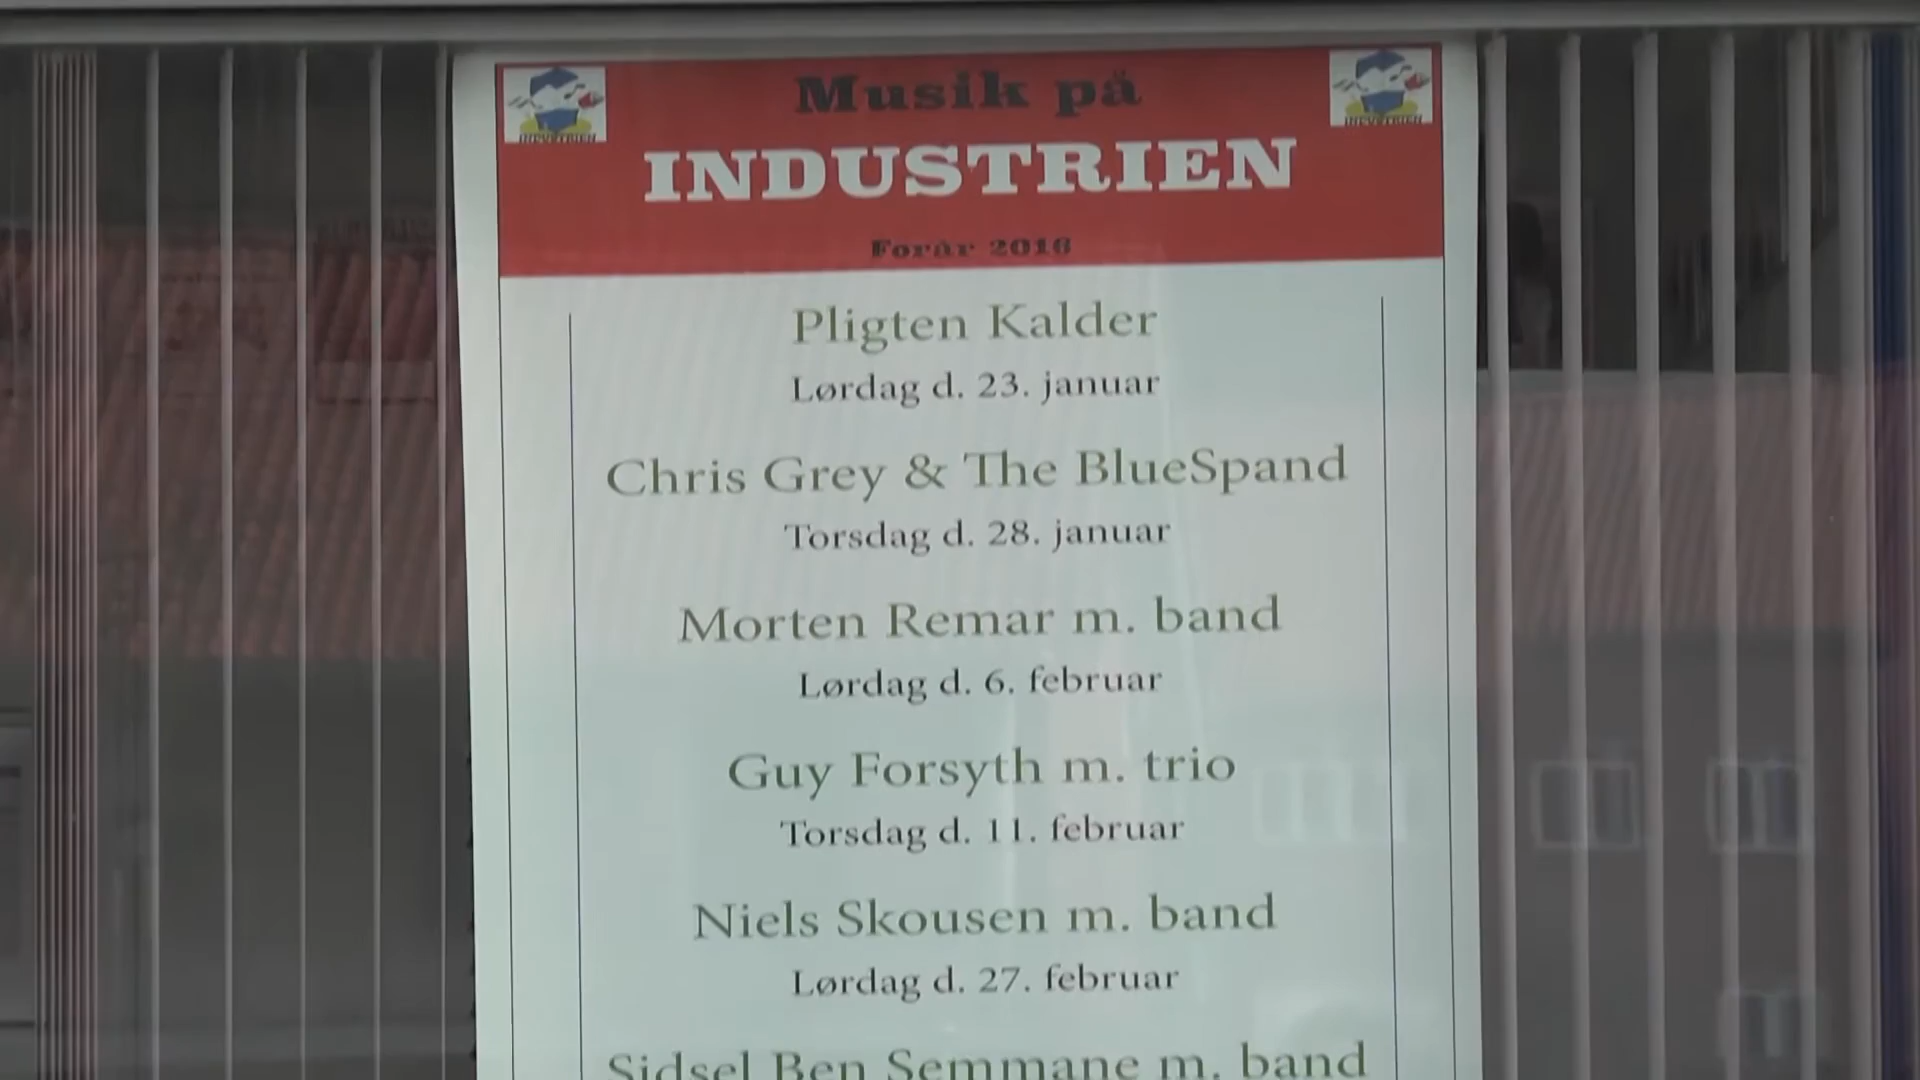 Musik på
INDUSTRIEN
Forår 2016
Pligten Kalder
Lørdag d. 23. januar
Chris Grey & The BlueSpand
Torsdag d. 28. januar
Morten Remar m. band
Lørdag d. 6. februar
Guy Forsyth m. trio
Torsdag d. 11. februar
Niels Skousen m. band
Lørdag d. 27. februar
Sidsel Ben Semmane m. band